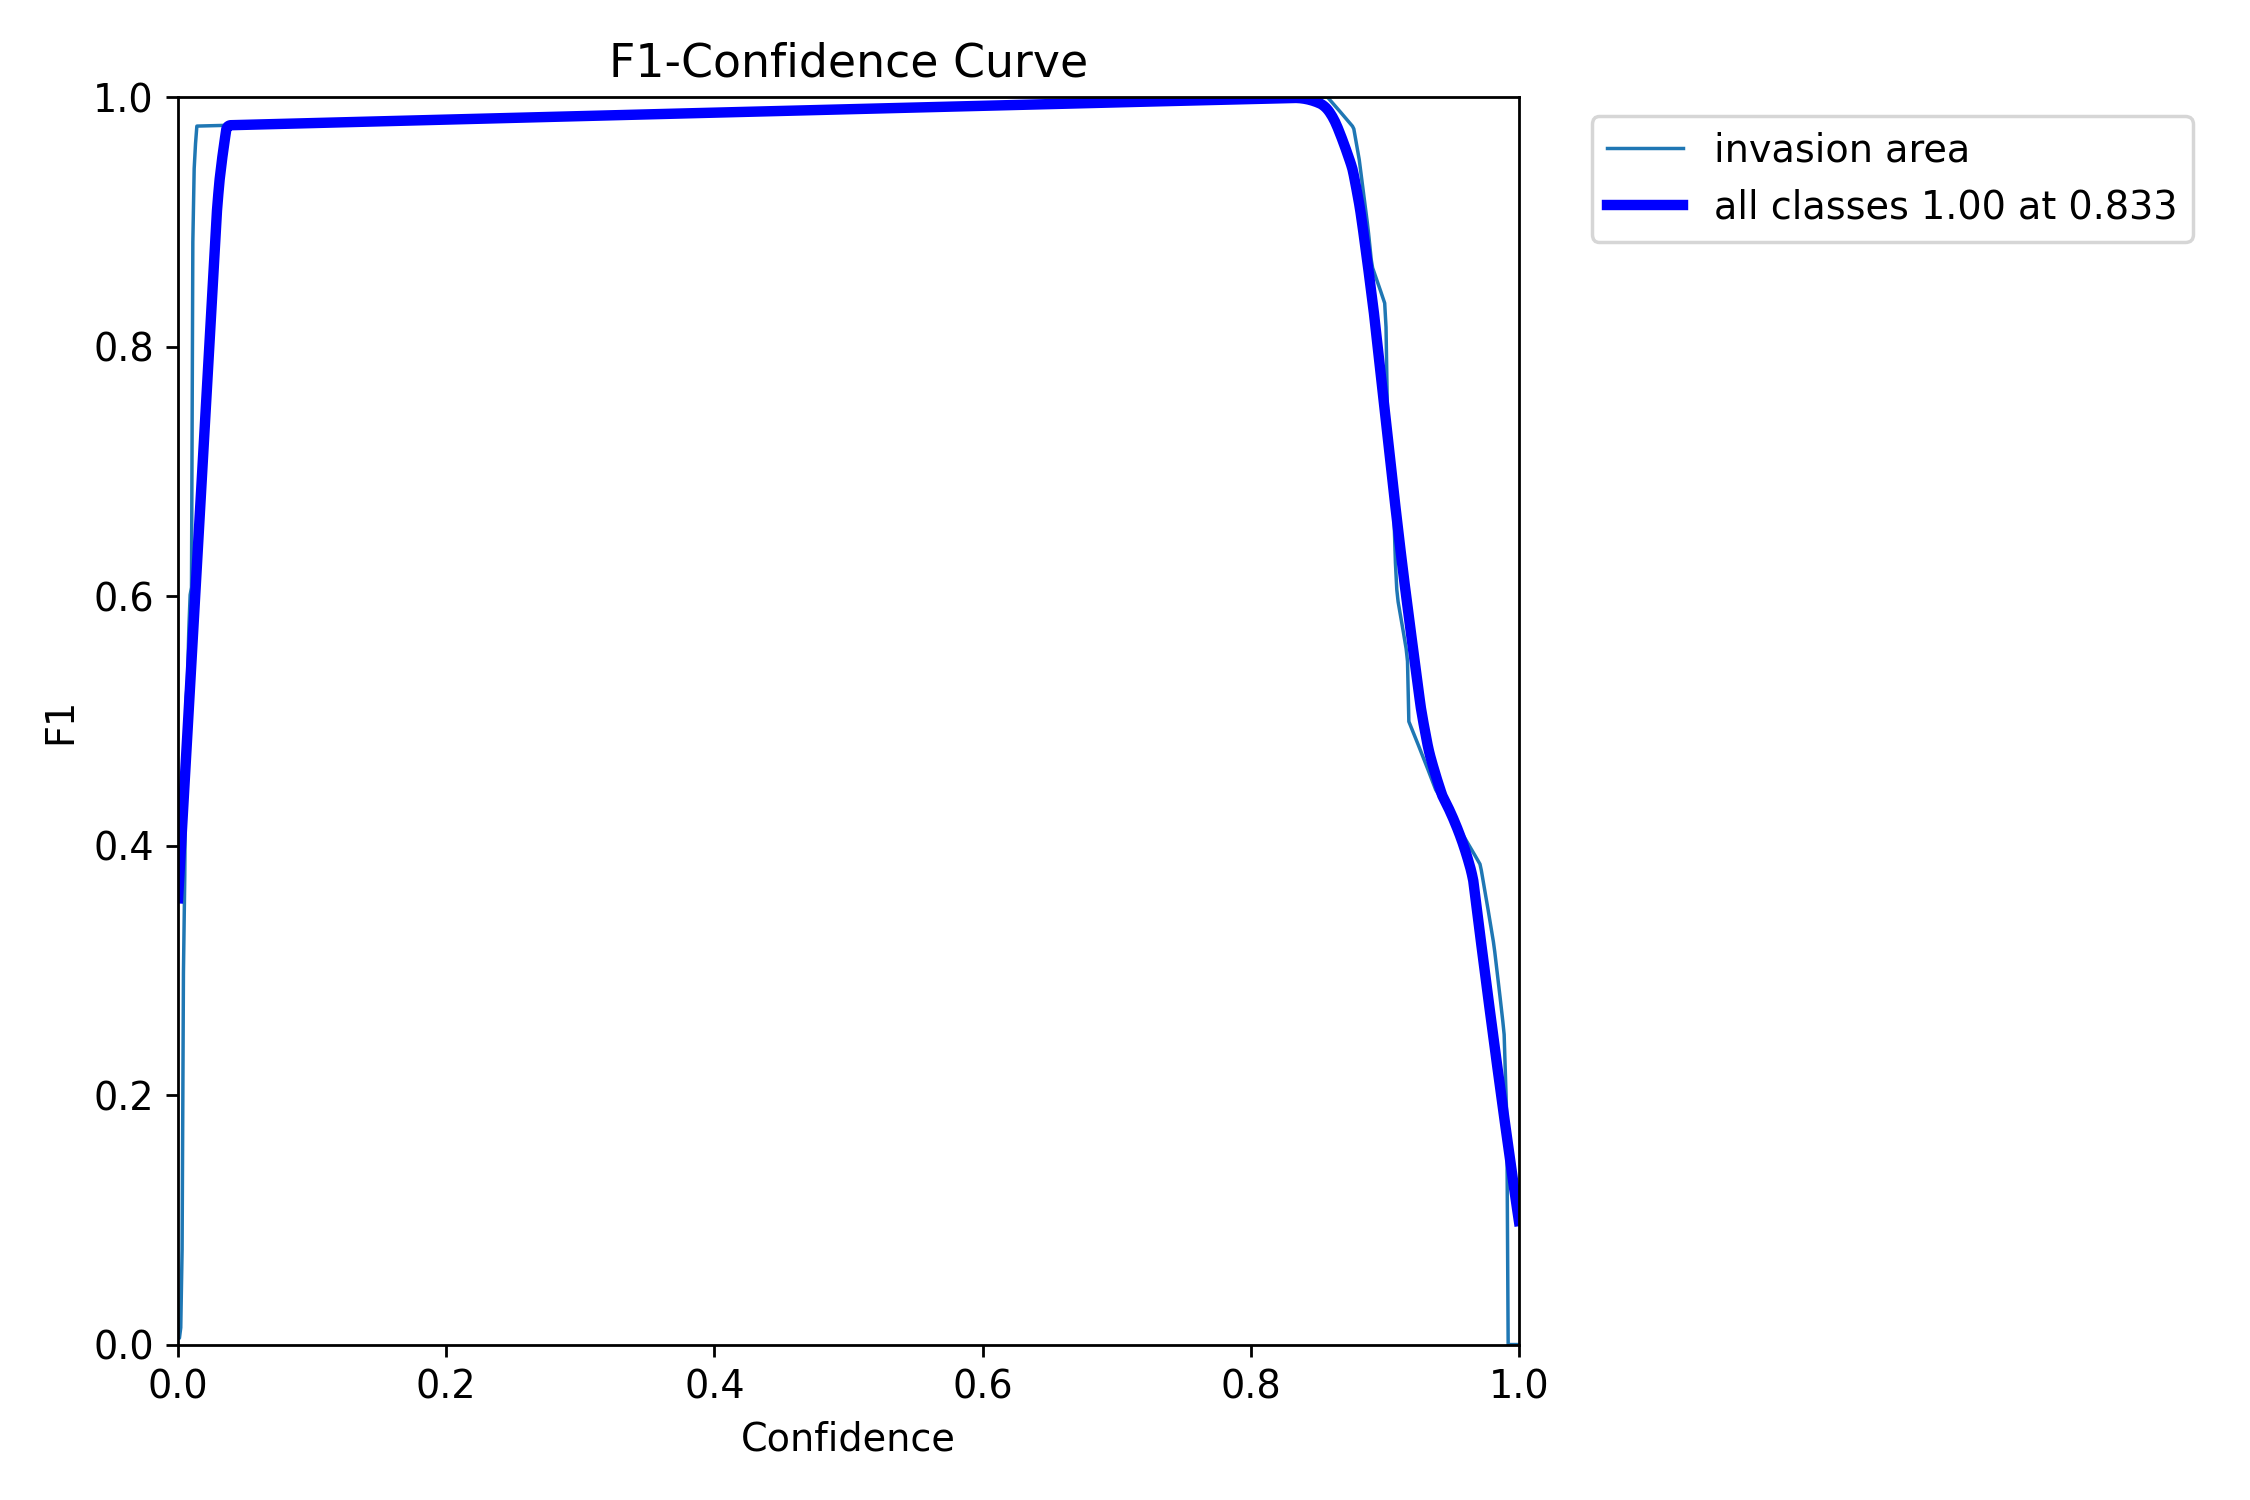 F1-Confidence Curve
invasion area
all classes 1.00 at 0.833
F1
1.0
0.8
0.6
0.4
0.2
0.0
0.0 0.2 0.4 0.6 0.8 1.0
Confidence